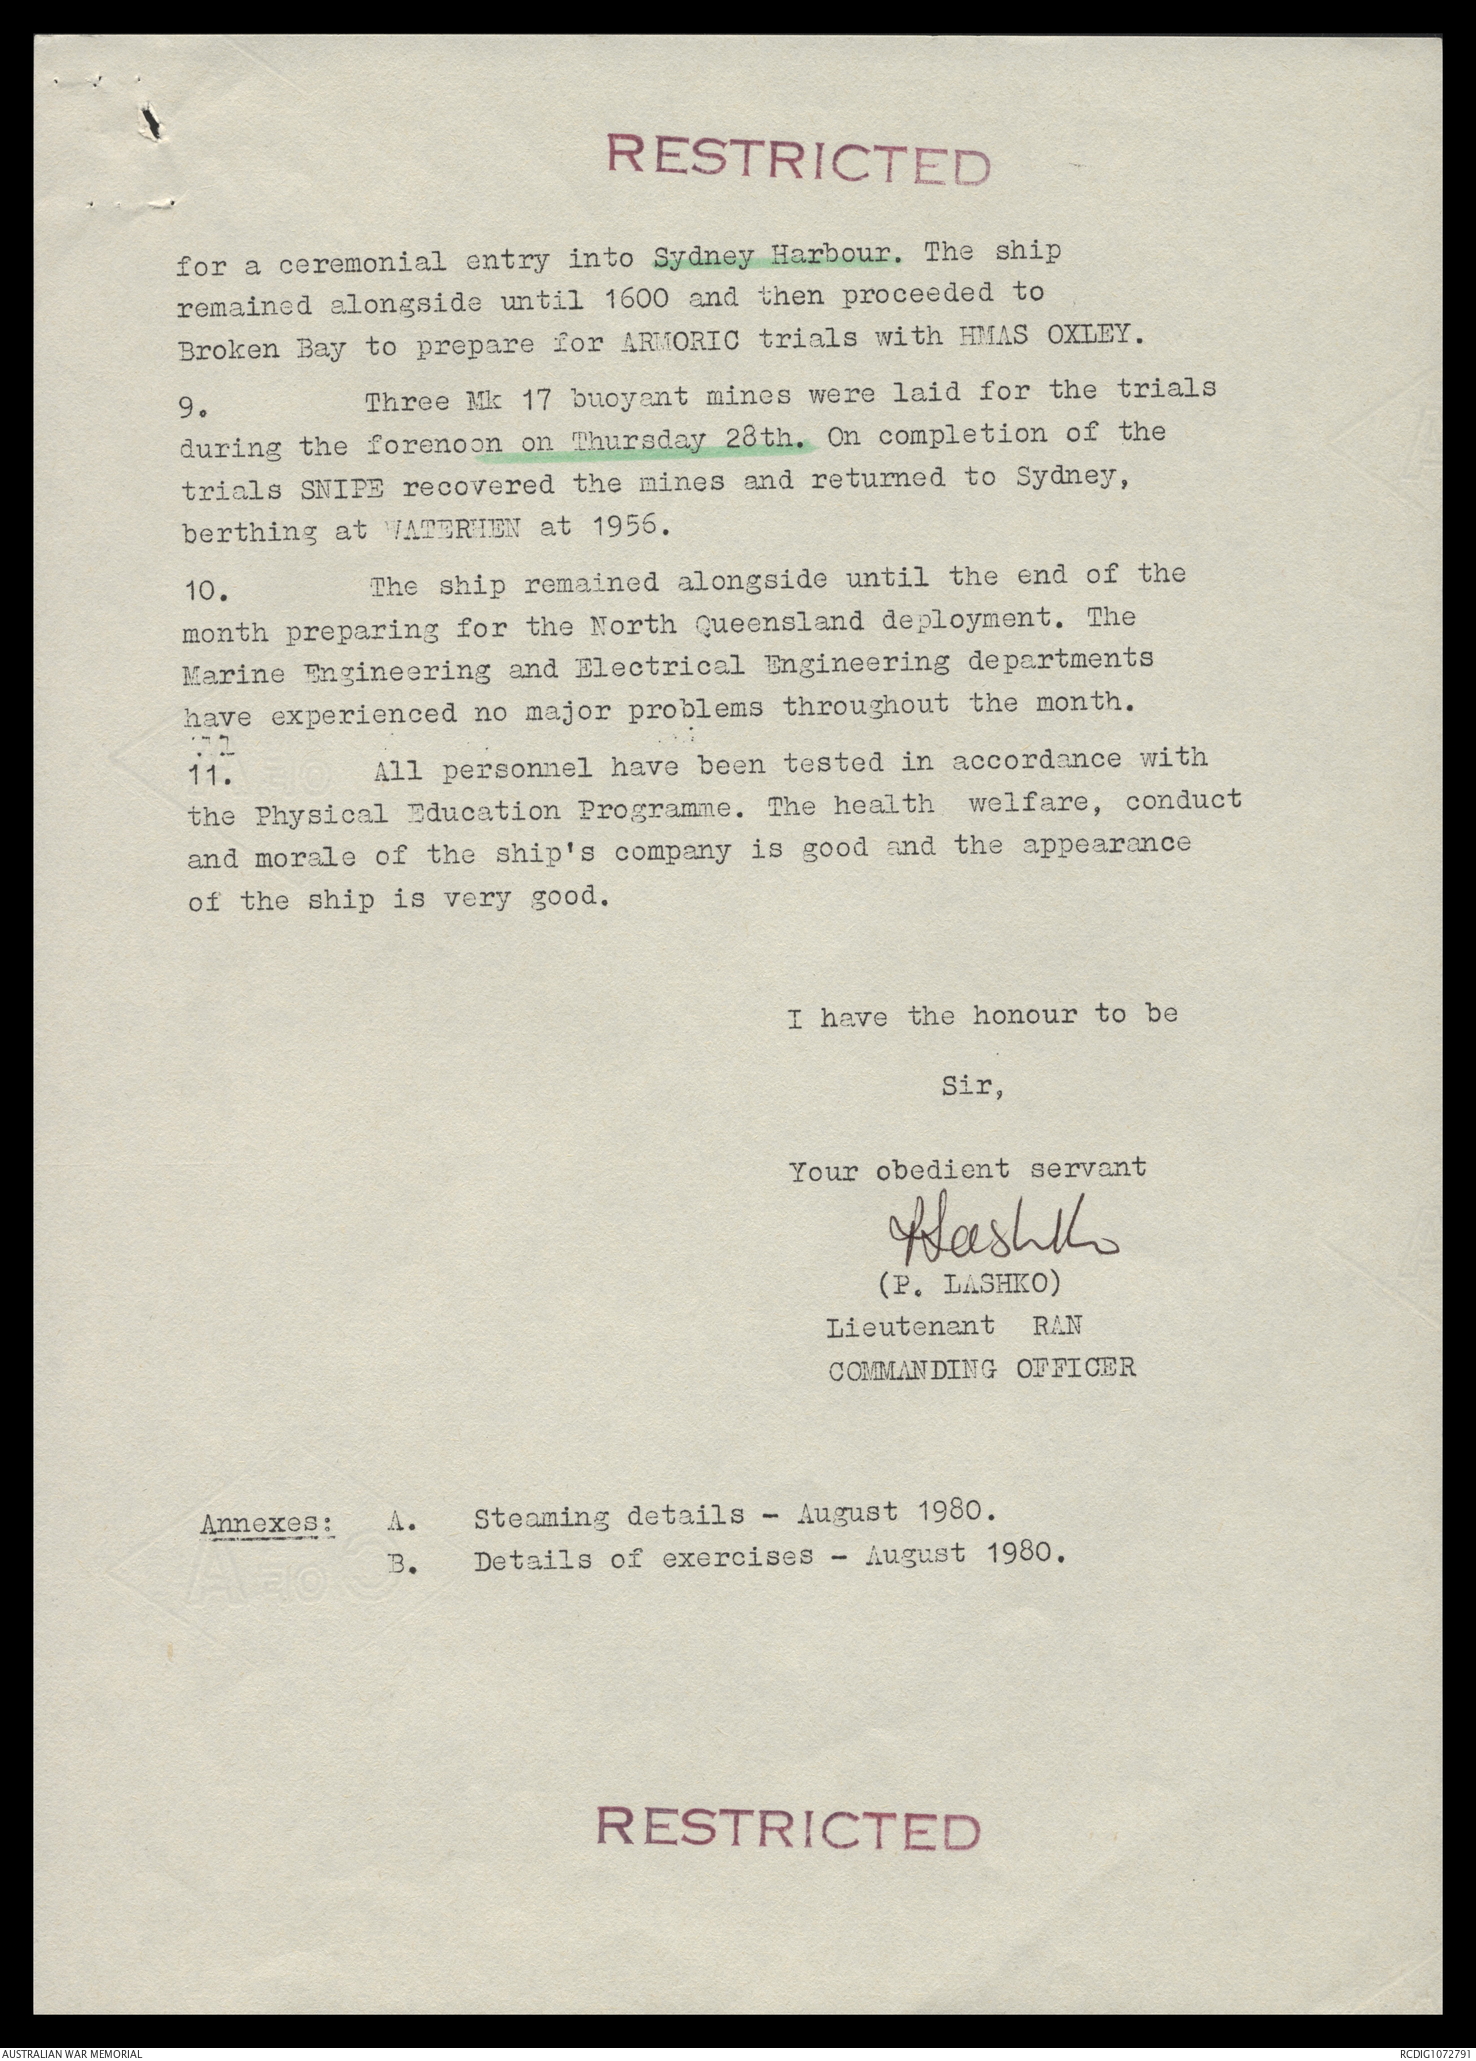 RESTRICTED
for a ceremonial entry into Sydney Harbour. The ship
remained alongside until 1600 and then proceeded to
Broken Bay to prepare for ARMORIC trials with HMAS OXLEY.
9. Three Mk 17 buoyant mines were laid for the trials
during the forenoon on Thursday 28th. On completion of the
trials SNIPE recovered the mines and returned to Sydney,
berthing at WATERHEN at 1956.
10. The ship remained alongside until the end of the
month preparing for the North Queensland deployment. The
Marine Engineering and Electrical Engineering departments
have experienced no major problems throughout the month.
11. All personnel have been tested in accordance with
the Physical Education Programme. The health welfare, conduct
and morale of the ship's company is good and the appearance
of the ship is very good.
I have the honour to be
Sir,
Your obedient servant
PLashko
(P. LASHKO)
Lieutenant RAN
COMMANDING OFFICER
Annexes: A. Steaming details - August 1980.
B. Details of exercises - August 1980.
RESTRICTED
AUSTRALIAN WAR MEMORIAL
RCDIG1072791